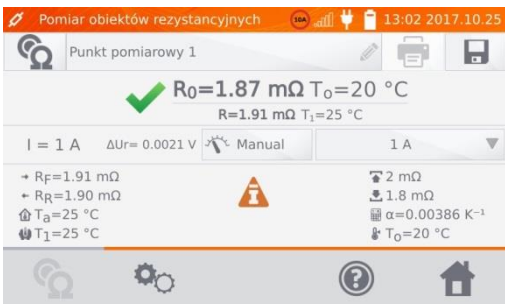 Pomiar obiektów rezystancyjnych 10A 13:02 2017.10.25
Punkt pomiarowy 1
R0=1.87 mΩ To=20 °C
R=1.91 mΩ T1=25 °C
I = 1 A ΔUr= 0.0021 V Manual 1 A
RF=1.91 mΩ 2 mΩ
RR=1.90 mΩ 1.8 mΩ
Ta=25 °C α=0.00386 K⁻¹
T1=25 °C To=20 °C